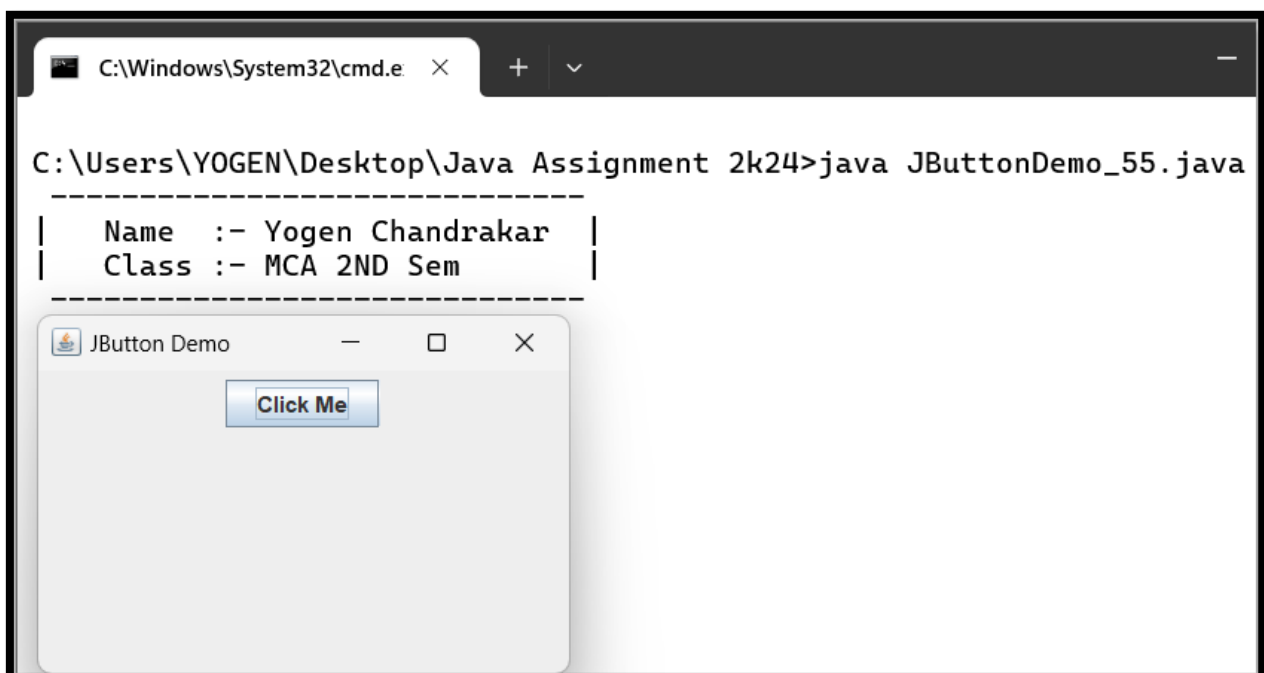 C:\Windows\System32\cmd.e
C:\Users\YOGEN\Desktop\Java Assignment 2k24>java JButtonDemo_55.java
------------------------------
|   Name  :- Yogen Chandrakar  |
|   Class :- MCA 2ND Sem       |
------------------------------
JButton Demo
Click Me